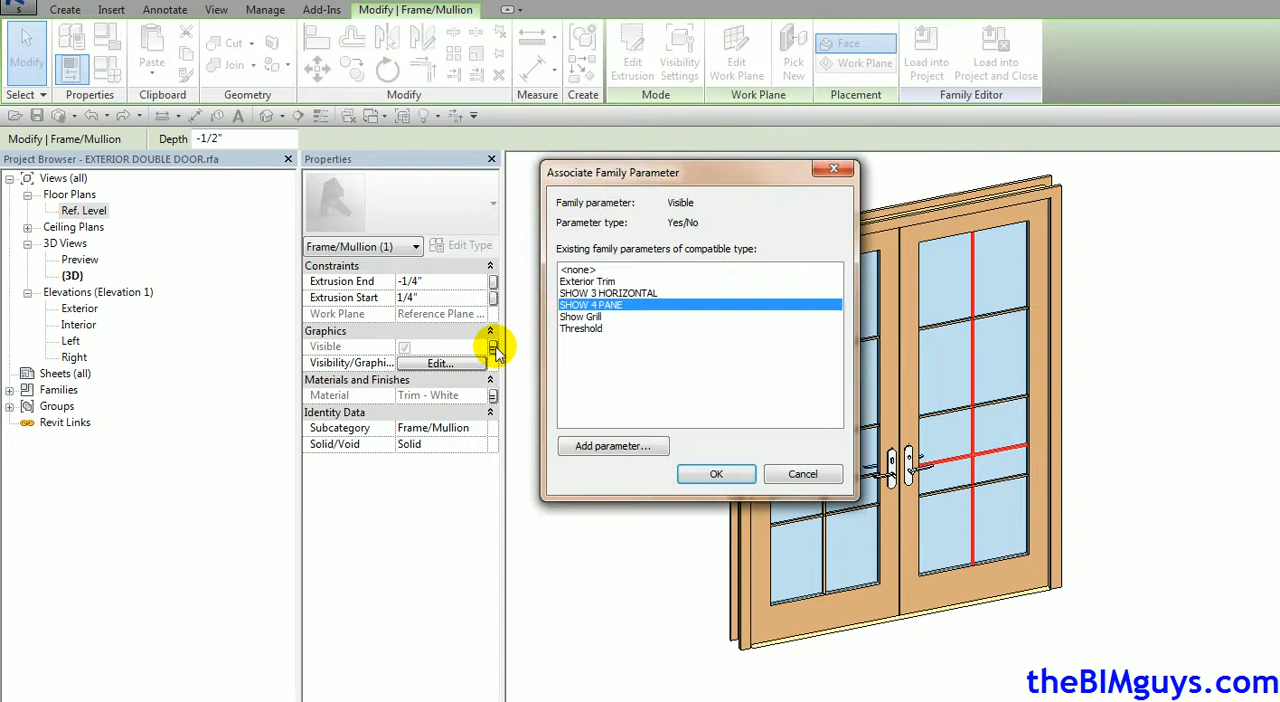 Create Insert Annotate View Manage Add-Ins Modify | Frame/Mullion
Modify
Paste
Cut
Join
Edit Extrusion
Visibility Settings
Edit Work Plane
Pick New
Face
Work Plane
Load into Project
Load into Project and Close
Select Properties Clipboard Geometry Modify Measure Create Mode Work Plane Placement Family Editor
Modify | Frame/Mullion Depth -1/2"
Project Browser - EXTERIOR DOUBLE DOOR.rfa
Views (all)
Floor Plans
Ref. Level
Ceiling Plans
3D Views
Preview
{3D}
Elevations (Elevation 1)
Exterior
Interior
Left
Right
Sheets (all)
Families
Groups
Revit Links
Properties
Frame/Mullion (1) Edit Type
Constraints
Extrusion End -1/4"
Extrusion Start 1/4"
Work Plane Reference Plane ...
Graphics
Visible
Visibility/Graphi... Edit...
Materials and Finishes
Material Trim - White
Identity Data
Subcategory Frame/Mullion
Solid/Void Solid
Associate Family Parameter
Family parameter: Visible
Parameter type: Yes/No
Existing family parameters of compatible type:
<none>
Exterior Trim
SHOW 3 HORIZONTAL
SHOW 4 PANE
Show Grill
Threshold
Add parameter...
OK Cancel
theBIMguys.com